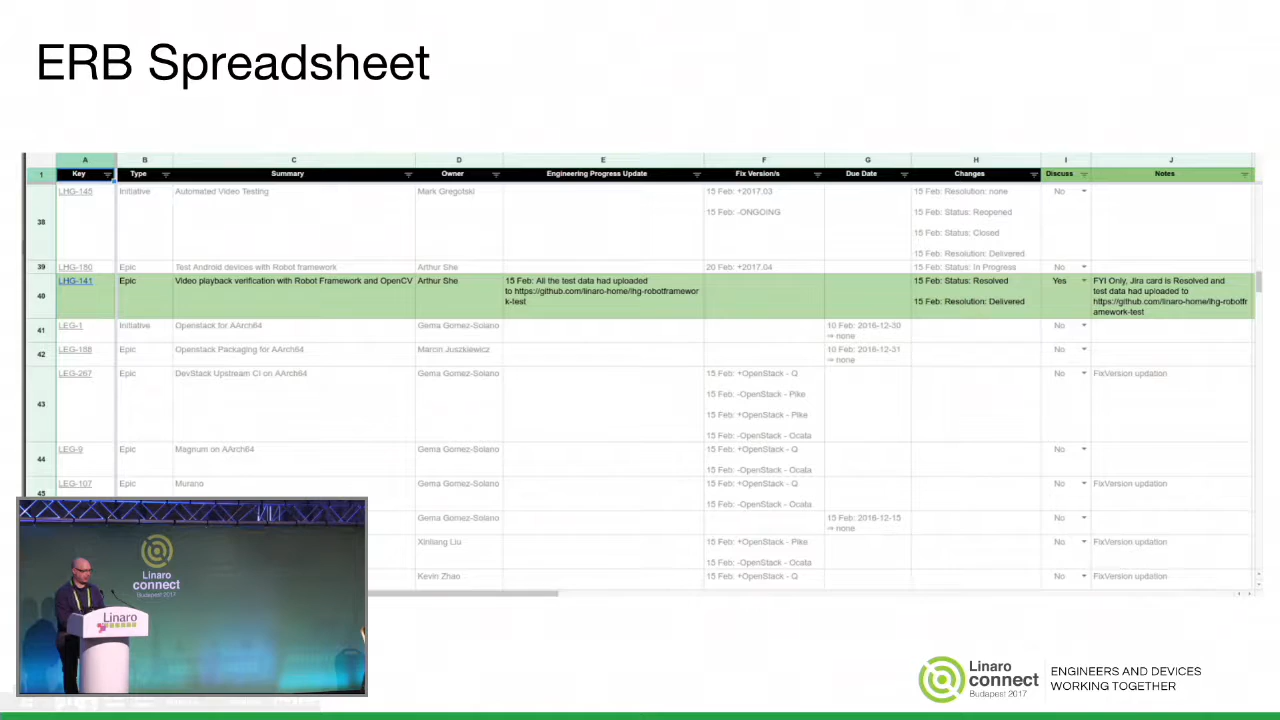 ERB Spreadsheet
A B C D E F G H I J
1 Key Type Summary Owner Engineering Progress Update Fix Version/s Due Date Changes Discuss Notes
38 LHG-145 Initiative Automated Video Testing Mark Gregotski 15 Feb: +2017.03 15 Feb: Resolution: none No
15 Feb: -ONGOING 15 Feb: Status: Reopened
15 Feb: Status: Closed
15 Feb: Resolution: Delivered
39 LHG-180 Epic Test Android devices with Robot framework Arthur She 20 Feb: +2017.04 15 Feb: Status: In Progress No
40 LHG-141 Epic Video playback verification with Robot Framework and OpenCV Arthur She 15 Feb: All the test data had uploaded 15 Feb: Status: Resolved Yes FYI Only, Jira card is Resolved and
to https://github.com/linaro-home/lhg-robotframewor test data had uploaded to
k-test 15 Feb: Resolution: Delivered https://github.com/linaro-home/lhg-robotfr
amework-test
41 LEG-1 Initiative Openstack for AArch64 Gema Gomez-Solano 10 Feb: 2016-12-30 No
⇒ none
42 LEG-158 Epic Openstack Packaging for AArch64 Marcin Juszkiewicz 10 Feb: 2016-12-31 No
⇒ none
43 LEG-267 Epic DevStack Upstream CI on AArch64 Gema Gomez-Solano 15 Feb: +OpenStack - Q No FixVersion updation
15 Feb: -OpenStack - Pike
15 Feb: +OpenStack - Pike
15 Feb: -OpenStack - Ocata
44 LEG-9 Epic Magnum on AArch64 Gema Gomez-Solano 15 Feb: +OpenStack - Q No
15 Feb: -OpenStack - Ocata
45 LEG-107 Epic Murano Gema Gomez-Solano 15 Feb: +OpenStack - Q No FixVersion updation
15 Feb: -OpenStack - Ocata
Gema Gomez-Solano 15 Feb: 2016-12-15 No
⇒ none
Xinliang Liu 15 Feb: +OpenStack - Pike No FixVersion updation
15 Feb: -OpenStack - Ocata
Kevin Zhao 15 Feb: +OpenStack - Q No FixVersion updation
Linaro
connect
Budapest 2017
Linaro
Linaro
connect
Budapest 2017
ENGINEERS AND DEVICES
WORKING TOGETHER